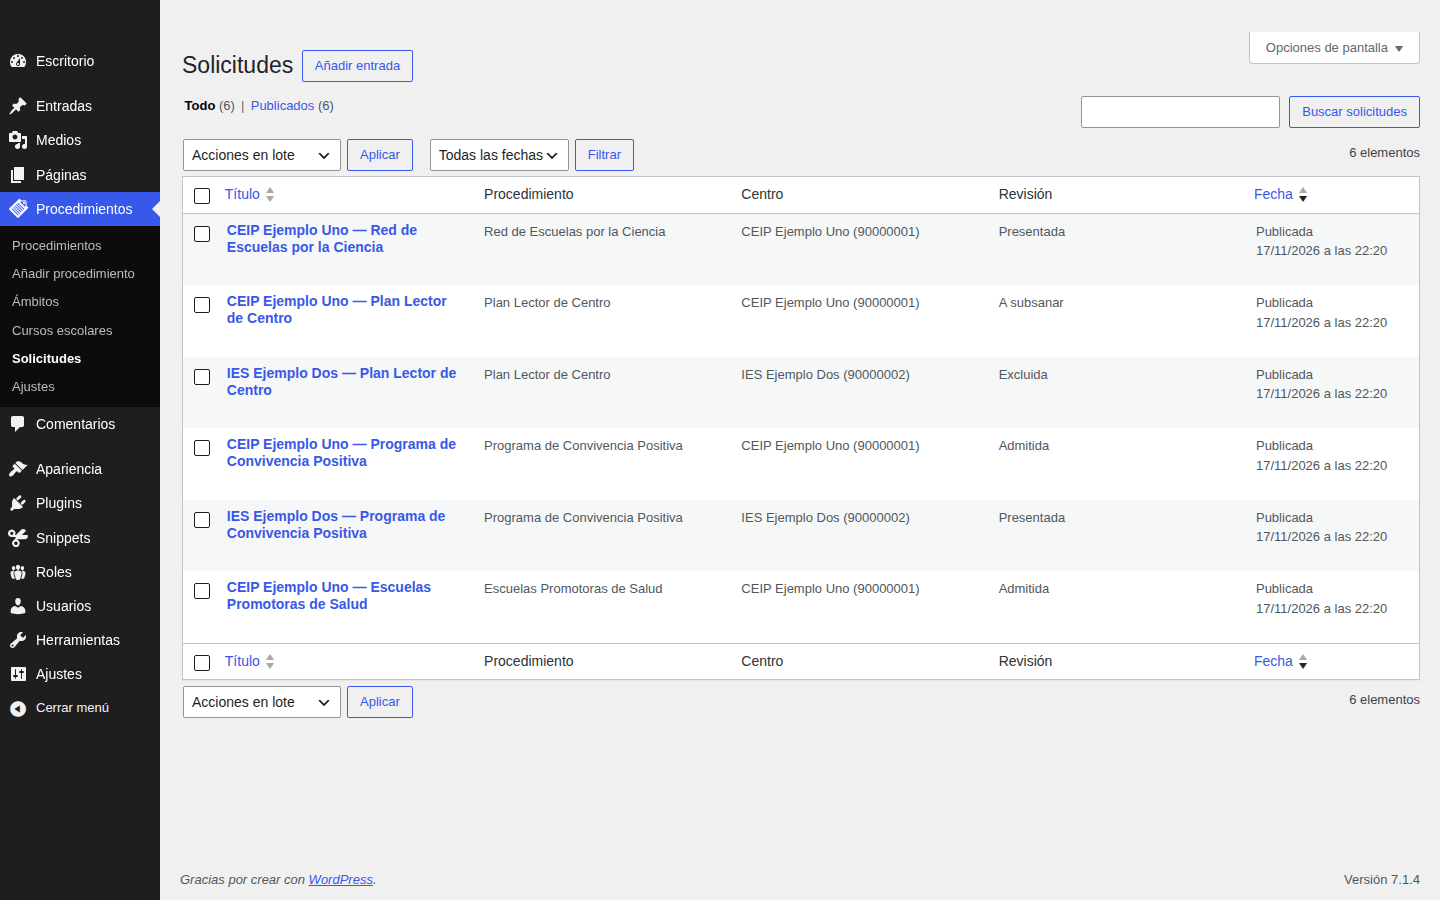 Escritorio
Entradas
Medios
Páginas
Procedimientos
Procedimientos
Añadir procedimiento
Ámbitos
Cursos escolares
Solicitudes
Ajustes
Comentarios
Apariencia
Plugins
Snippets
Roles
Usuarios
Herramientas
Ajustes
Cerrar menú
Opciones de pantalla
Solicitudes Añadir entrada
Todo (6) | Publicados (6)
Buscar solicitudes
Acciones en lote Aplicar Todas las fechas Filtrar 6 elementos
Título Procedimiento Centro Revisión Fecha
CEIP Ejemplo Uno — Red de Escuelas por la Ciencia Red de Escuelas por la Ciencia CEIP Ejemplo Uno (90000001) Presentada Publicada 17/11/2026 a las 22:20
CEIP Ejemplo Uno — Plan Lector de Centro Plan Lector de Centro CEIP Ejemplo Uno (90000001) A subsanar Publicada 17/11/2026 a las 22:20
IES Ejemplo Dos — Plan Lector de Centro Plan Lector de Centro IES Ejemplo Dos (90000002) Excluida Publicada 17/11/2026 a las 22:20
CEIP Ejemplo Uno — Programa de Convivencia Positiva Programa de Convivencia Positiva CEIP Ejemplo Uno (90000001) Admitida Publicada 17/11/2026 a las 22:20
IES Ejemplo Dos — Programa de Convivencia Positiva Programa de Convivencia Positiva IES Ejemplo Dos (90000002) Presentada Publicada 17/11/2026 a las 22:20
CEIP Ejemplo Uno — Escuelas Promotoras de Salud Escuelas Promotoras de Salud CEIP Ejemplo Uno (90000001) Admitida Publicada 17/11/2026 a las 22:20
Título Procedimiento Centro Revisión Fecha
Acciones en lote Aplicar 6 elementos
Gracias por crear con WordPress. Versión 7.1.4